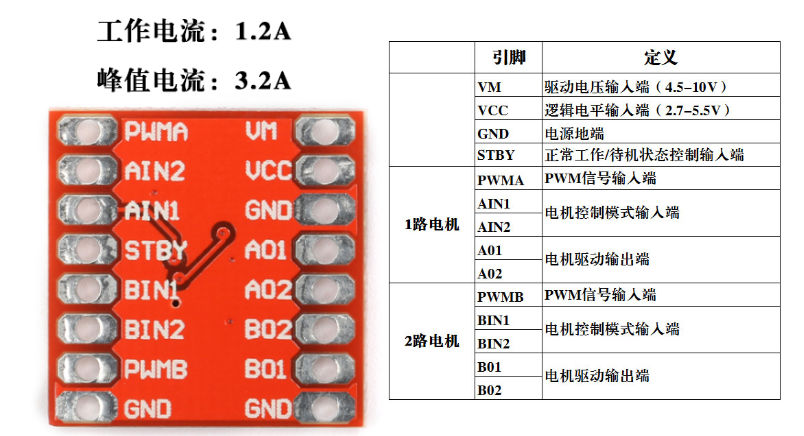 工作电流：1.2A
峰值电流：3.2A
PWMA VM
AIN2 VCC
AIN1 GND
STBY AO1
BIN1 AO2
BIN2 BO2
PWMB BO1
GND GND
引脚 定义
VM 驱动电压输入端（4.5-10V）
VCC 逻辑电平输入端（2.7-5.5V）
GND 电源地端
STBY 正常工作/待机状态控制输入端
1路电机
PWMA PWM信号输入端
AIN1
AIN2
电机控制模式输入端
A01
A02
电机驱动输出端
2路电机
PWMB PWM信号输入端
BIN1
BIN2
电机控制模式输入端
B01
B02
电机驱动输出端